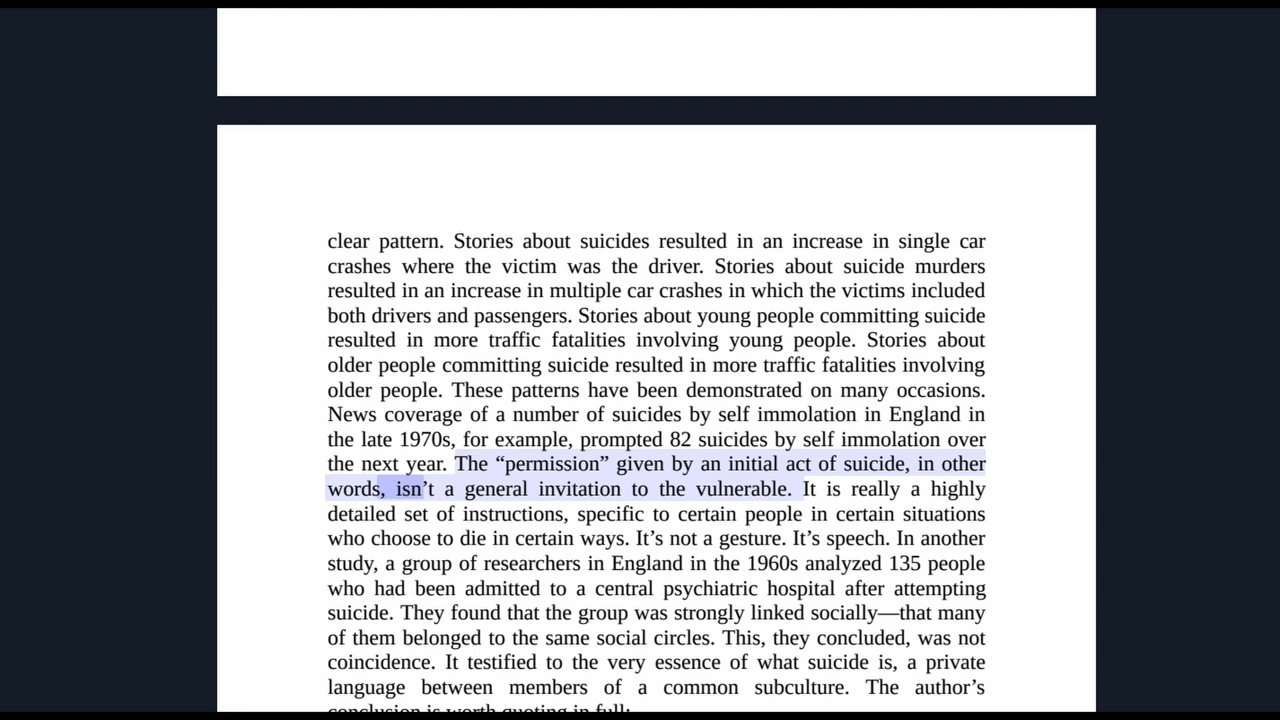 clear pattern. Stories about suicides resulted in an increase in single car
crashes where the victim was the driver. Stories about suicide murders
resulted in an increase in multiple car crashes in which the victims included
both drivers and passengers. Stories about young people committing suicide
resulted in more traffic fatalities involving young people. Stories about
older people committing suicide resulted in more traffic fatalities involving
older people. These patterns have been demonstrated on many occasions.
News coverage of a number of suicides by self immolation in England in
the late 1970s, for example, prompted 82 suicides by self immolation over
the next year. The “permission” given by an initial act of suicide, in other
words, isn’t a general invitation to the vulnerable. It is really a highly
detailed set of instructions, specific to certain people in certain situations
who choose to die in certain ways. It’s not a gesture. It’s speech. In another
study, a group of researchers in England in the 1960s analyzed 135 people
who had been admitted to a central psychiatric hospital after attempting
suicide. They found that the group was strongly linked socially—that many
of them belonged to the same social circles. This, they concluded, was not
coincidence. It testified to the very essence of what suicide is, a private
language between members of a common subculture. The author’s
conclusion is worth quoting in full: